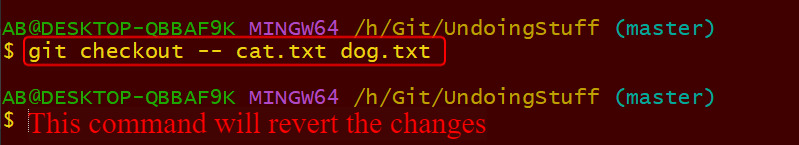 AB@DESKTOP-QBBAF9K MINGW64 /h/Git/UndoingStuff (master)
$ git checkout -- cat.txt dog.txt
AB@DESKTOP-QBBAF9K MINGW64 /h/Git/UndoingStuff (master)
$ This command will revert the changes